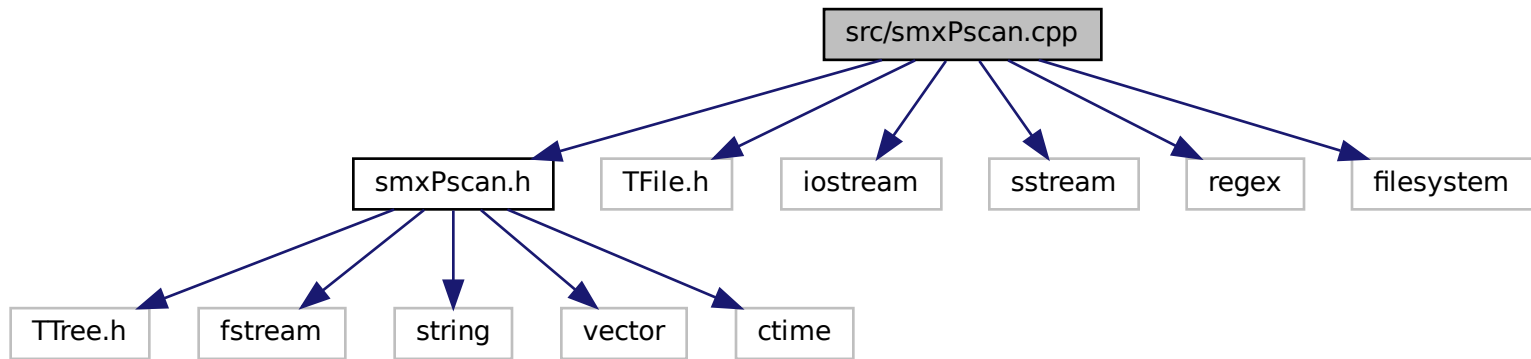 src/smxPscan.cpp
smxPscan.h
TFile.h
iostream
sstream
regex
filesystem
TTree.h
fstream
string
vector
ctime